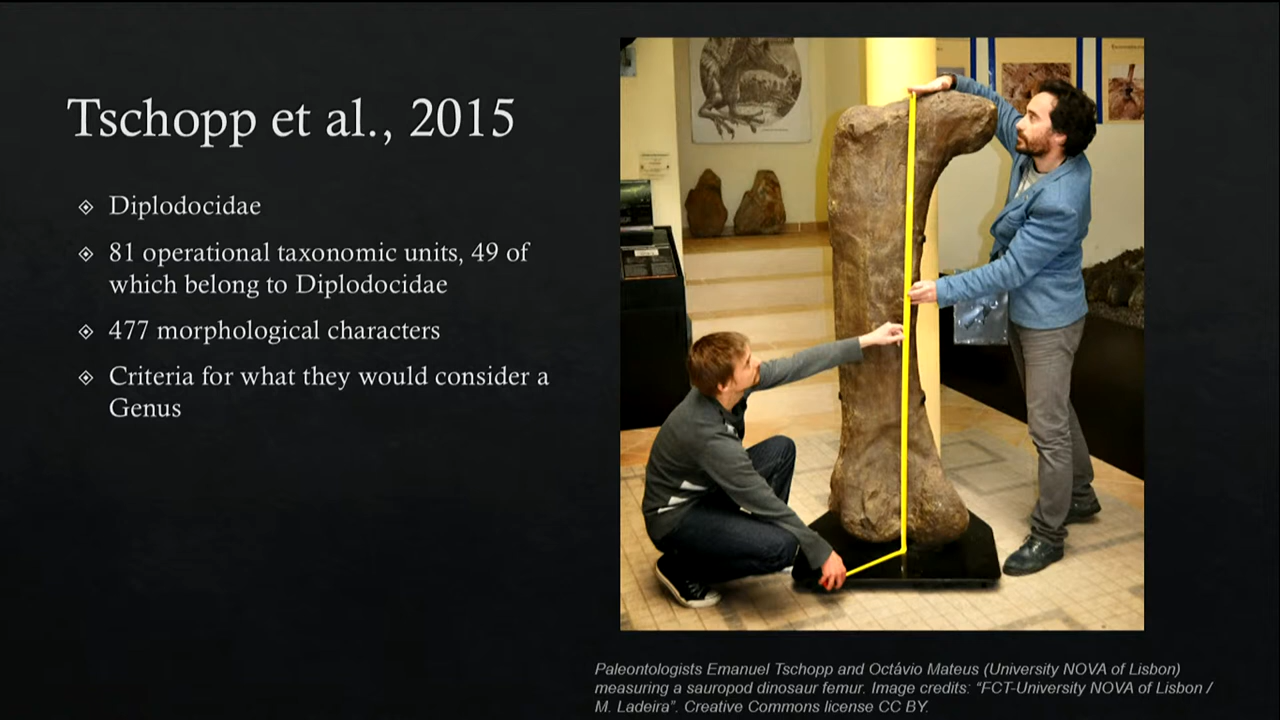 Tschopp et al., 2015
Diplodocidae
81 operational taxonomic units, 49 of
which belong to Diplodocidae
477 morphological characters
Criteria for what they would consider a
Genus
Paleontologists Emanuel Tschopp and Octávio Mateus (University NOVA of Lisbon)
measuring a sauropod dinosaur femur. Image credits: “FCT-University NOVA of Lisbon /
M. Ladeira”. Creative Commons license CC BY.